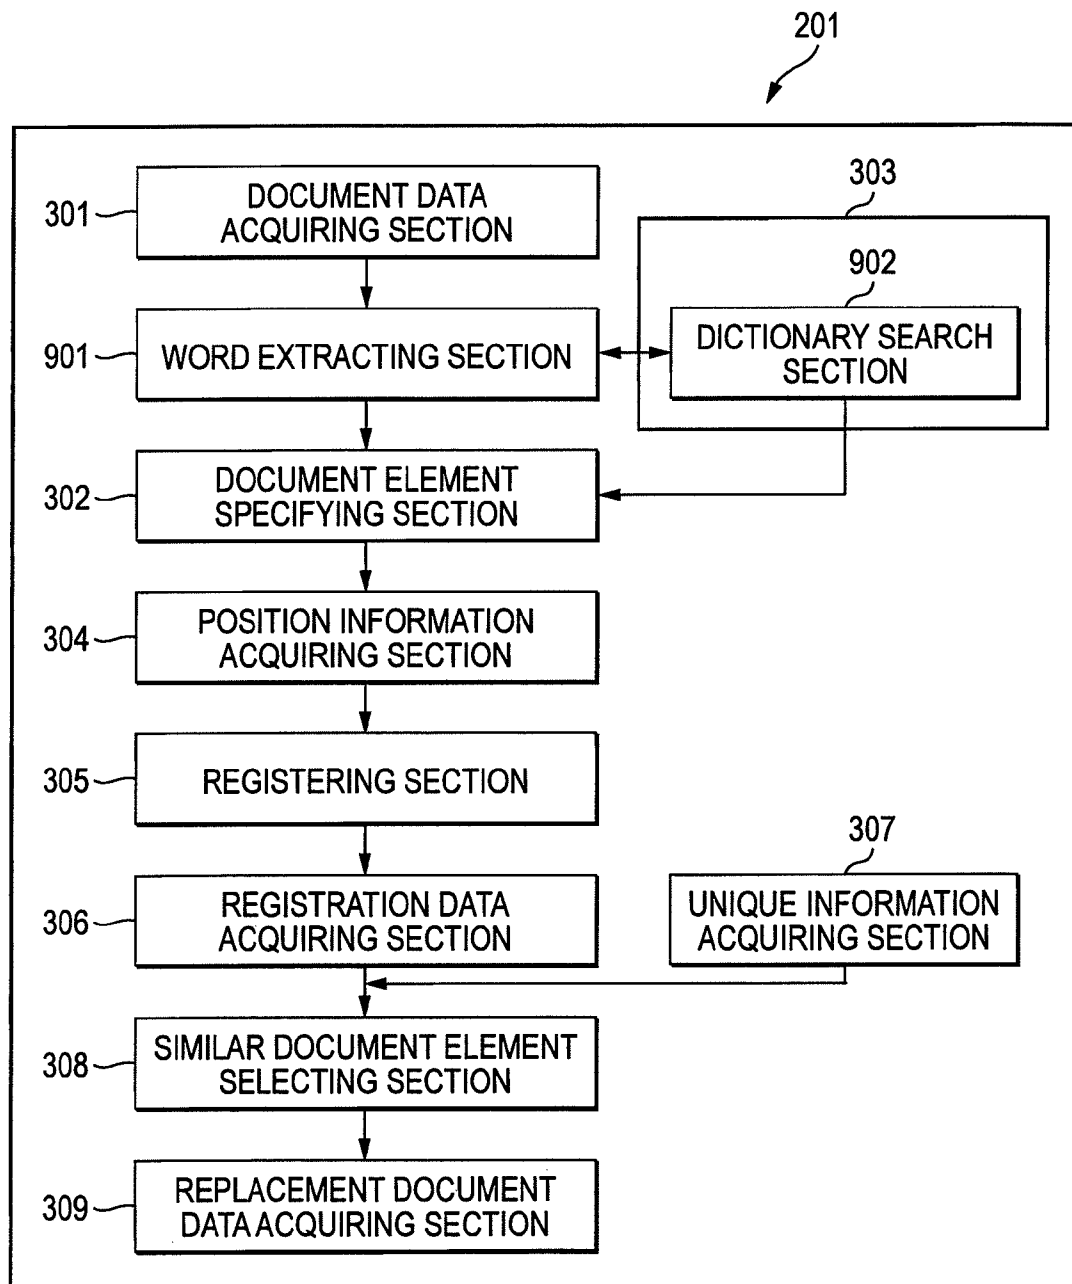 201
301
DOCUMENT DATA
ACQUIRING SECTION
303
902
901
WORD EXTRACTING SECTION
DICTIONARY SEARCH
SECTION
302
DOCUMENT ELEMENT
SPECIFYING SECTION
304
POSITION INFORMATION
ACQUIRING SECTION
305
REGISTERING SECTION
307
306
REGISTRATION DATA
ACQUIRING SECTION
UNIQUE INFORMATION
ACQUIRING SECTION
308
SIMILAR DOCUMENT ELEMENT
SELECTING SECTION
309
REPLACEMENT DOCUMENT
DATA ACQUIRING SECTION